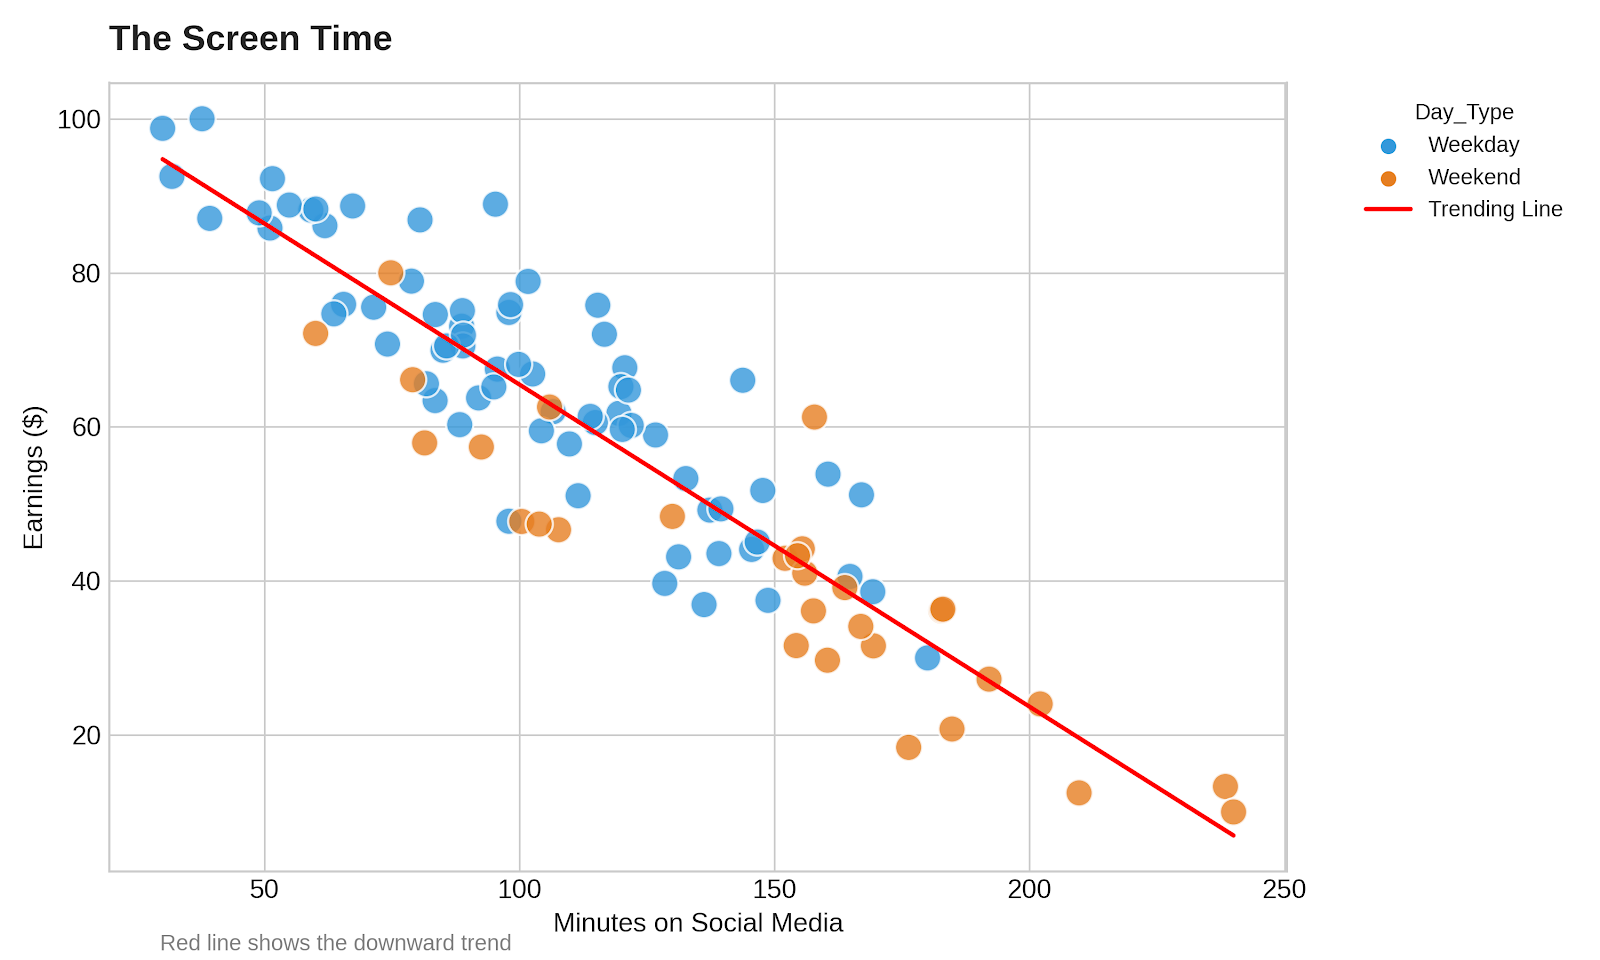 The Screen Time
Day_Type
Weekday
Weekend
Trending Line
Earnings ($)
100
80
60
40
20
50 100 150 200 250
Minutes on Social Media
Red line shows the downward trend